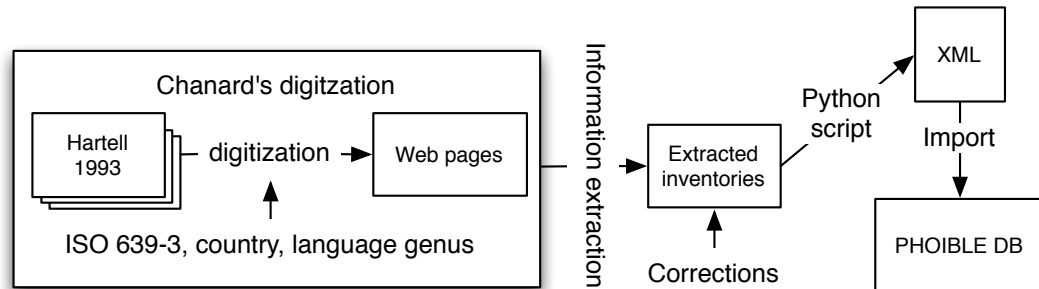 Chanard's digitzation
Hartell
1993
digitization
Web pages
ISO 639-3, country, language genus
Information extraction
Extracted
inventories
Corrections
Python
script
XML
Import
PHOIBLE DB